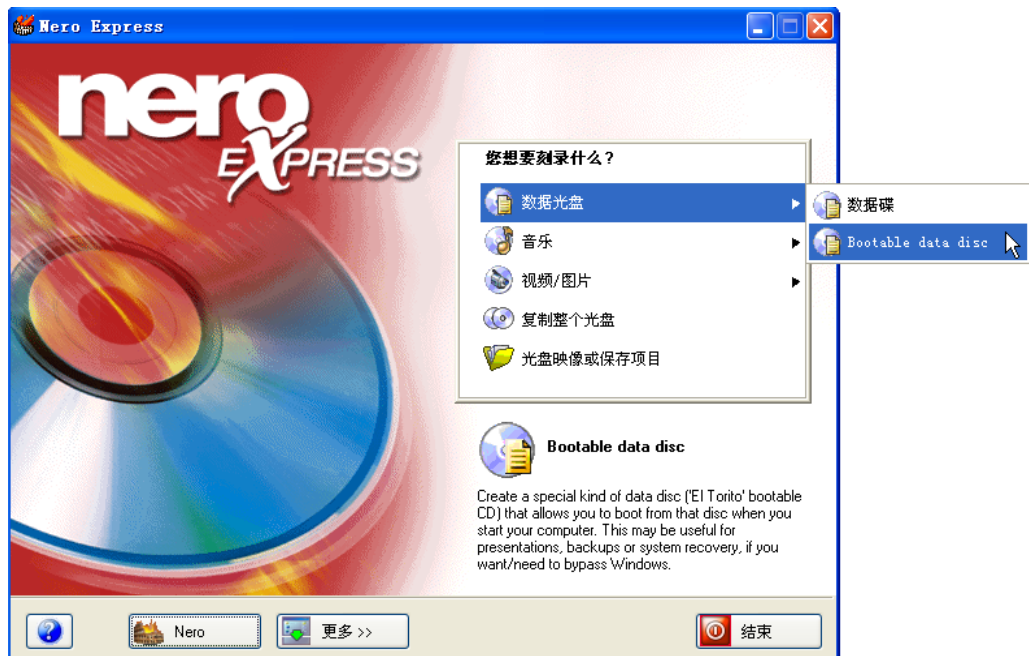 Nero Express
nero
EXPRESS
您想要刻录什么?
数据光盘
数据碟
音乐
Bootable data disc
视频/图片
复制整个光盘
光盘映像或保存项目
Bootable data disc
Create a special kind of data disc ('El Torito' bootable
CD) that allows you to boot from that disc when you
start your computer. This may be useful for
presentations, backups or system recovery, if you
want/need to bypass Windows.
Nero
更多 >>
结束